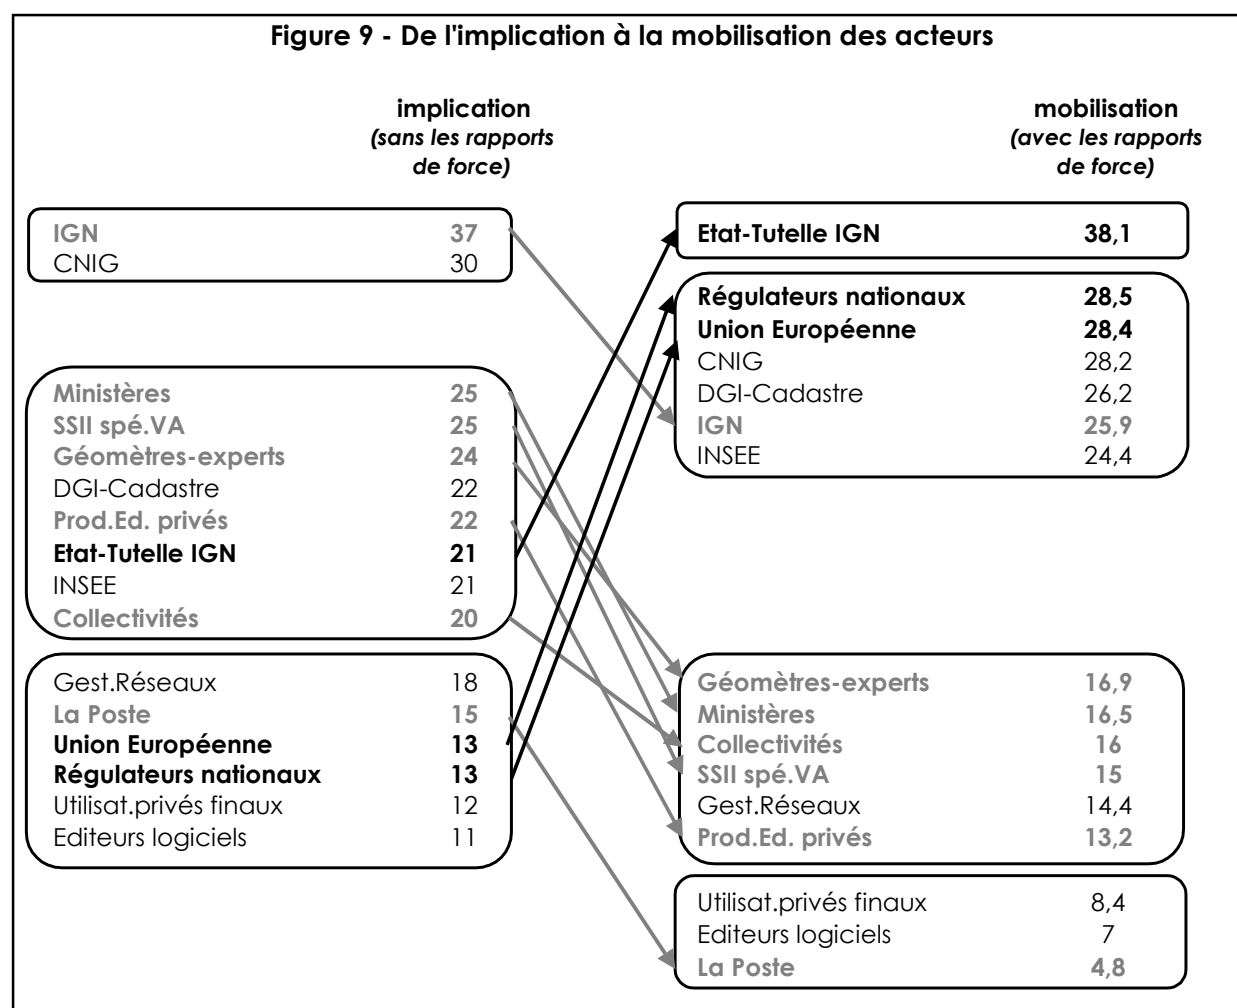 Figure 9 - De l'implication à la mobilisation des acteurs
implication
(sans les rapports
de force)
IGN 37
CNIG 30
Ministères 25
SSII spé.VA 25
Géomètres-experts 24
DGI-Cadastre 22
Prod.Ed. privés 22
Etat-Tutelle IGN 21
INSEE 21
Collectivités 20
Gest.Réseaux 18
La Poste 15
Union Européenne 13
Régulateurs nationaux 13
Utilisat.privés finaux 12
Editeurs logiciels 11
mobilisation
(avec les rapports
de force)
Etat-Tutelle IGN 38,1
Régulateurs nationaux 28,5
Union Européenne 28,4
CNIG 28,2
DGI-Cadastre 26,2
IGN 25,9
INSEE 24,4
Géomètres-experts 16,9
Ministères 16,5
Collectivités 16
SSII spé.VA 15
Gest.Réseaux 14,4
Prod.Ed. privés 13,2
Utilisat.privés finaux 8,4
Editeurs logiciels 7
La Poste 4,8